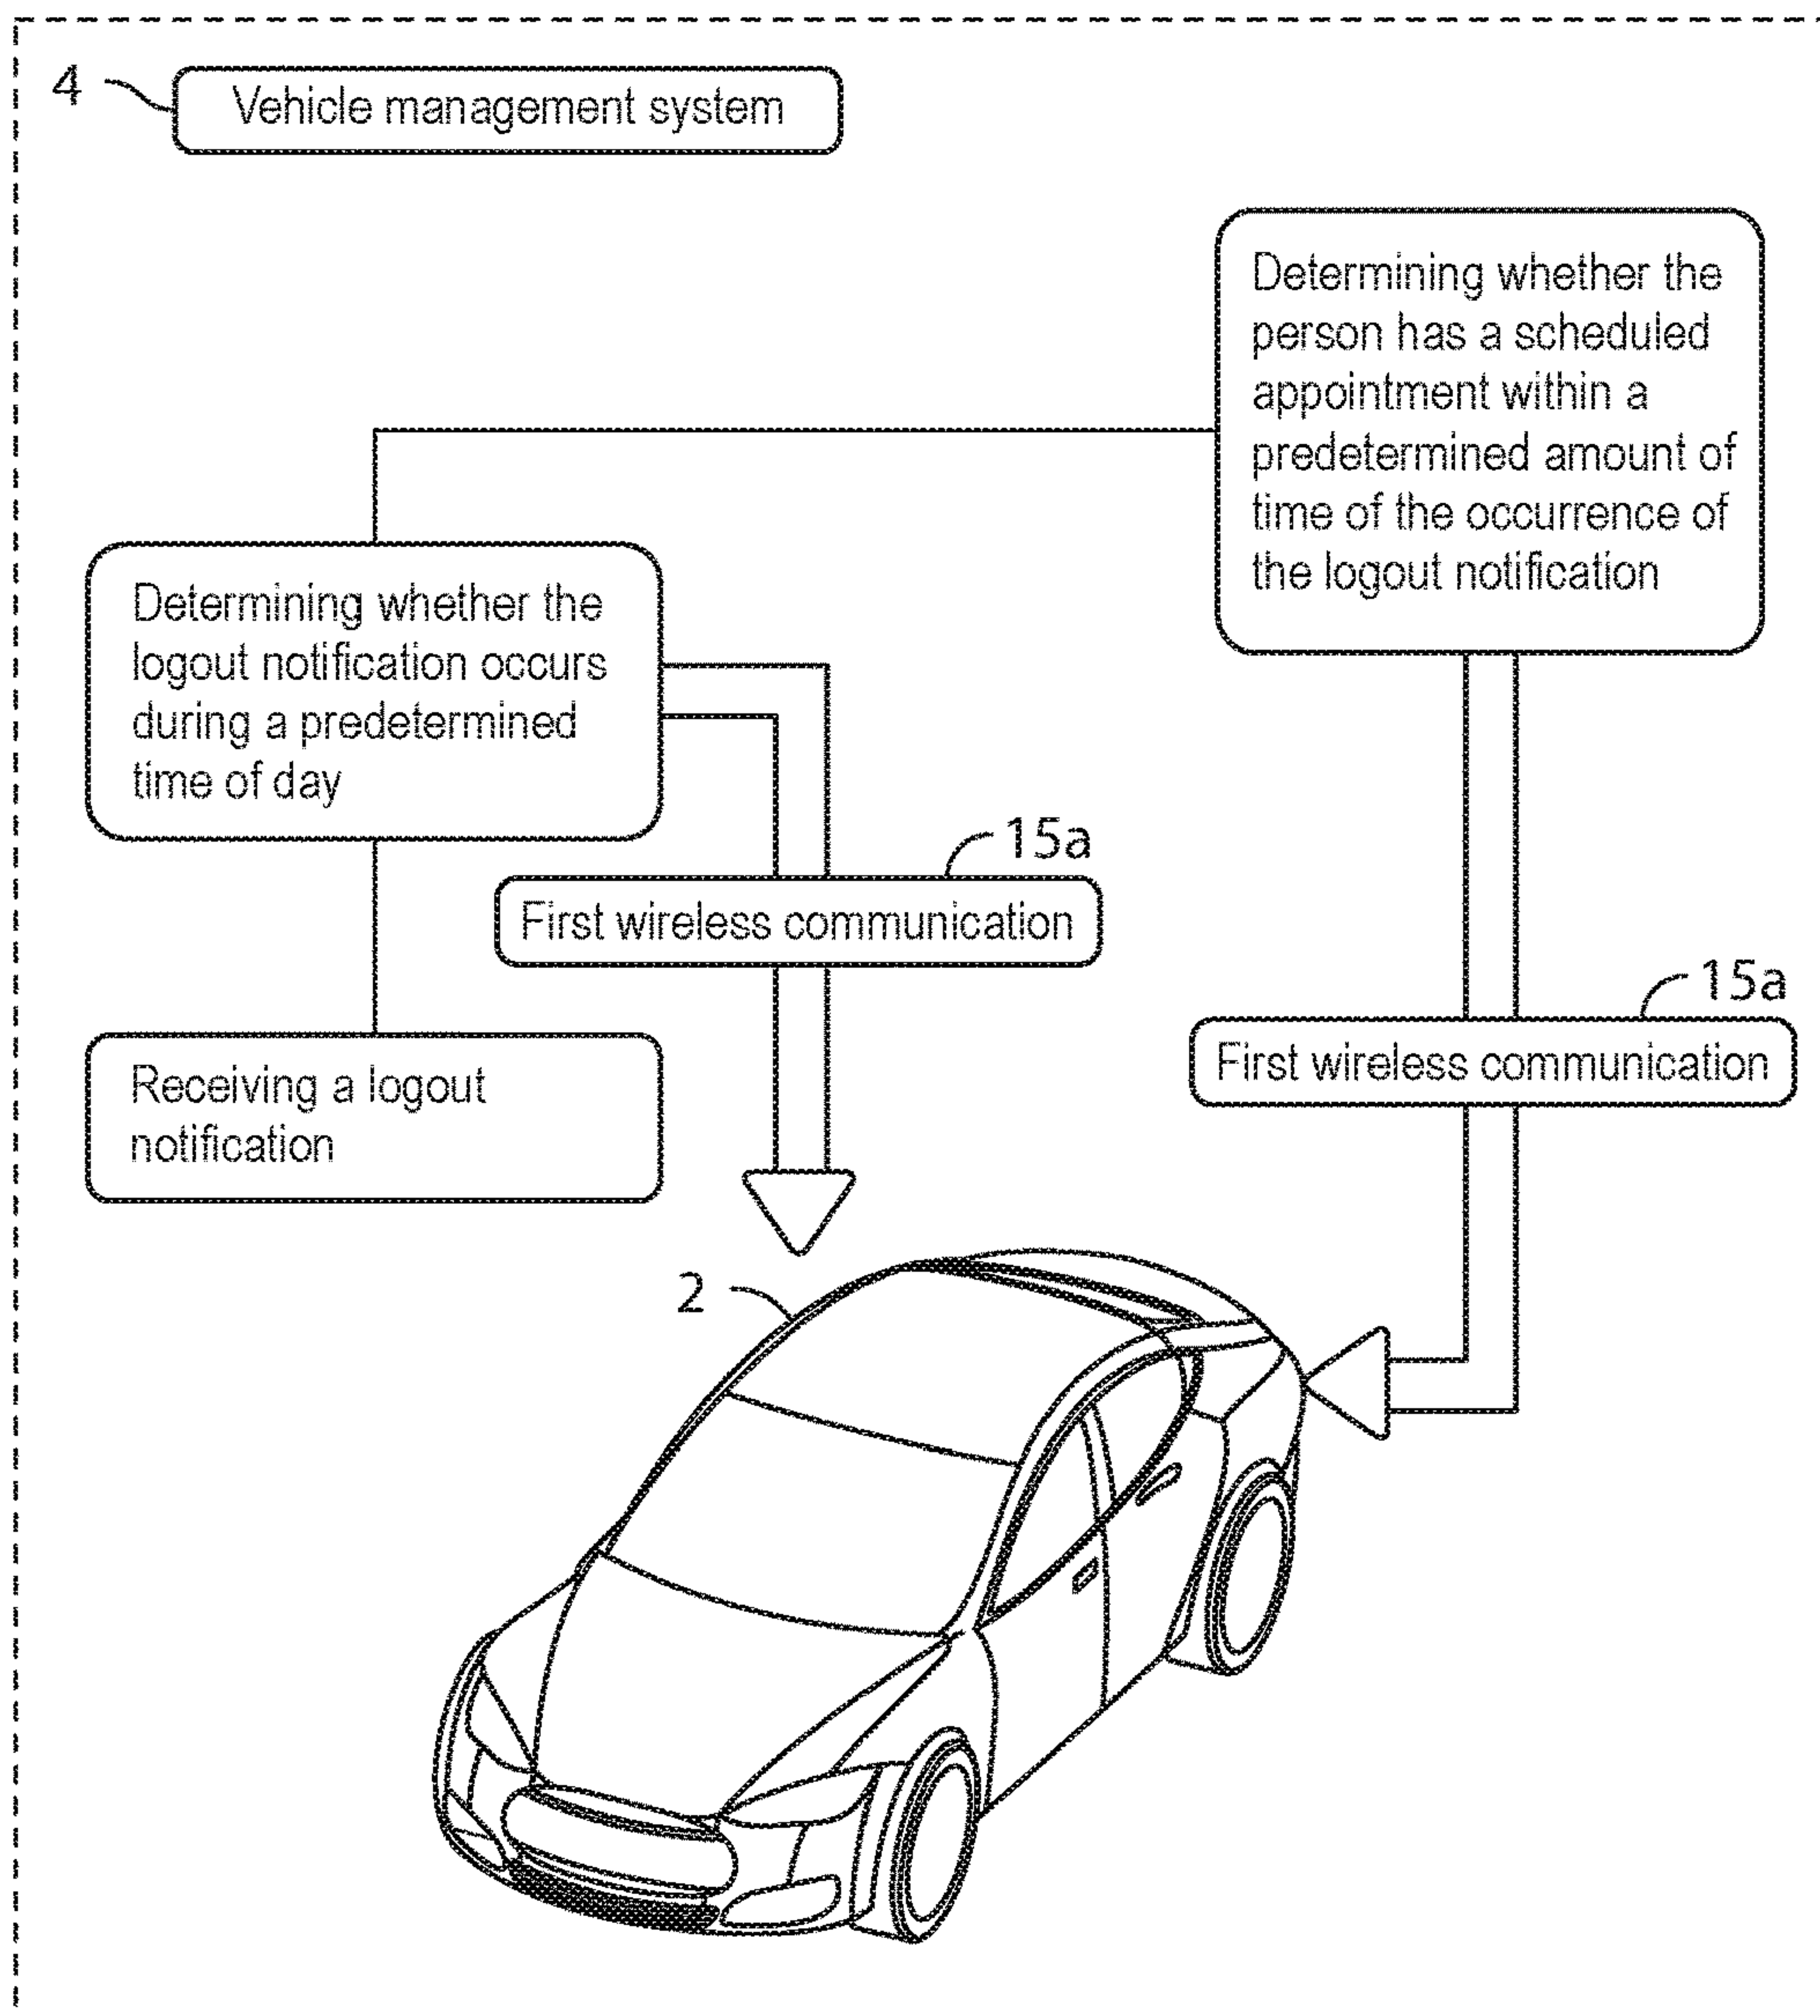 4
Vehicle management system
Determining whether the
person has a scheduled
appointment within a
predetermined amount of
time of the occurrence of
the logout notification
Determining whether the
logout notification occurs
during a predetermined
time of day
15a
First wireless communication
15a
First wireless communication
Receiving a logout
notification
2